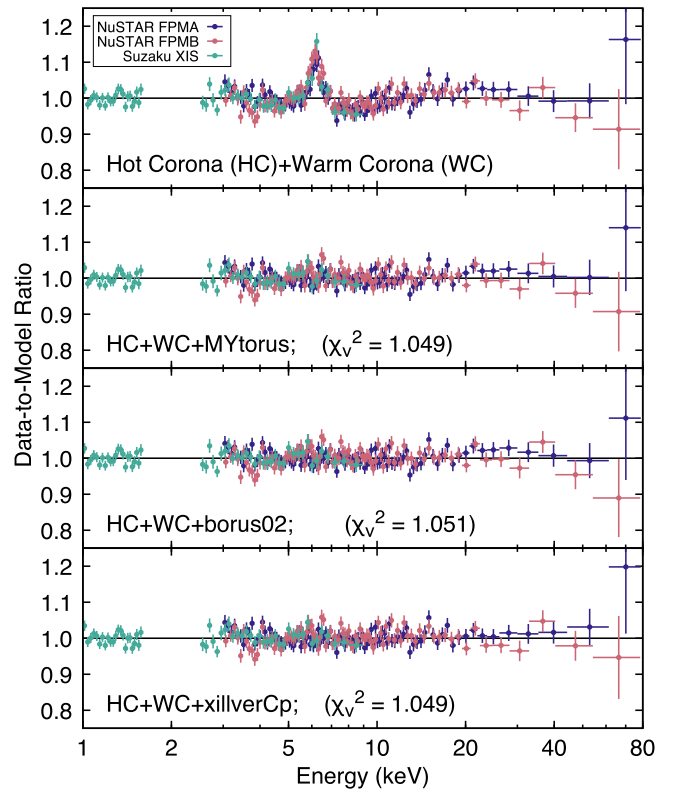 NuSTAR FPMA
NuSTAR FPMB
Suzaku XIS
1.2
1.1
1.0
0.9
0.8
Hot Corona (HC)+Warm Corona (WC)
1.2
1.1
1.0
0.9
0.8
HC+WC+MYtorus; (χν² = 1.049)
Data-to-Model Ratio
1.2
1.1
1.0
0.9
0.8
HC+WC+borus02; (χν² = 1.051)
1.2
1.1
1.0
0.9
0.8
HC+WC+xillverCp; (χν² = 1.049)
1 2 5 10 20 40 80
Energy (keV)